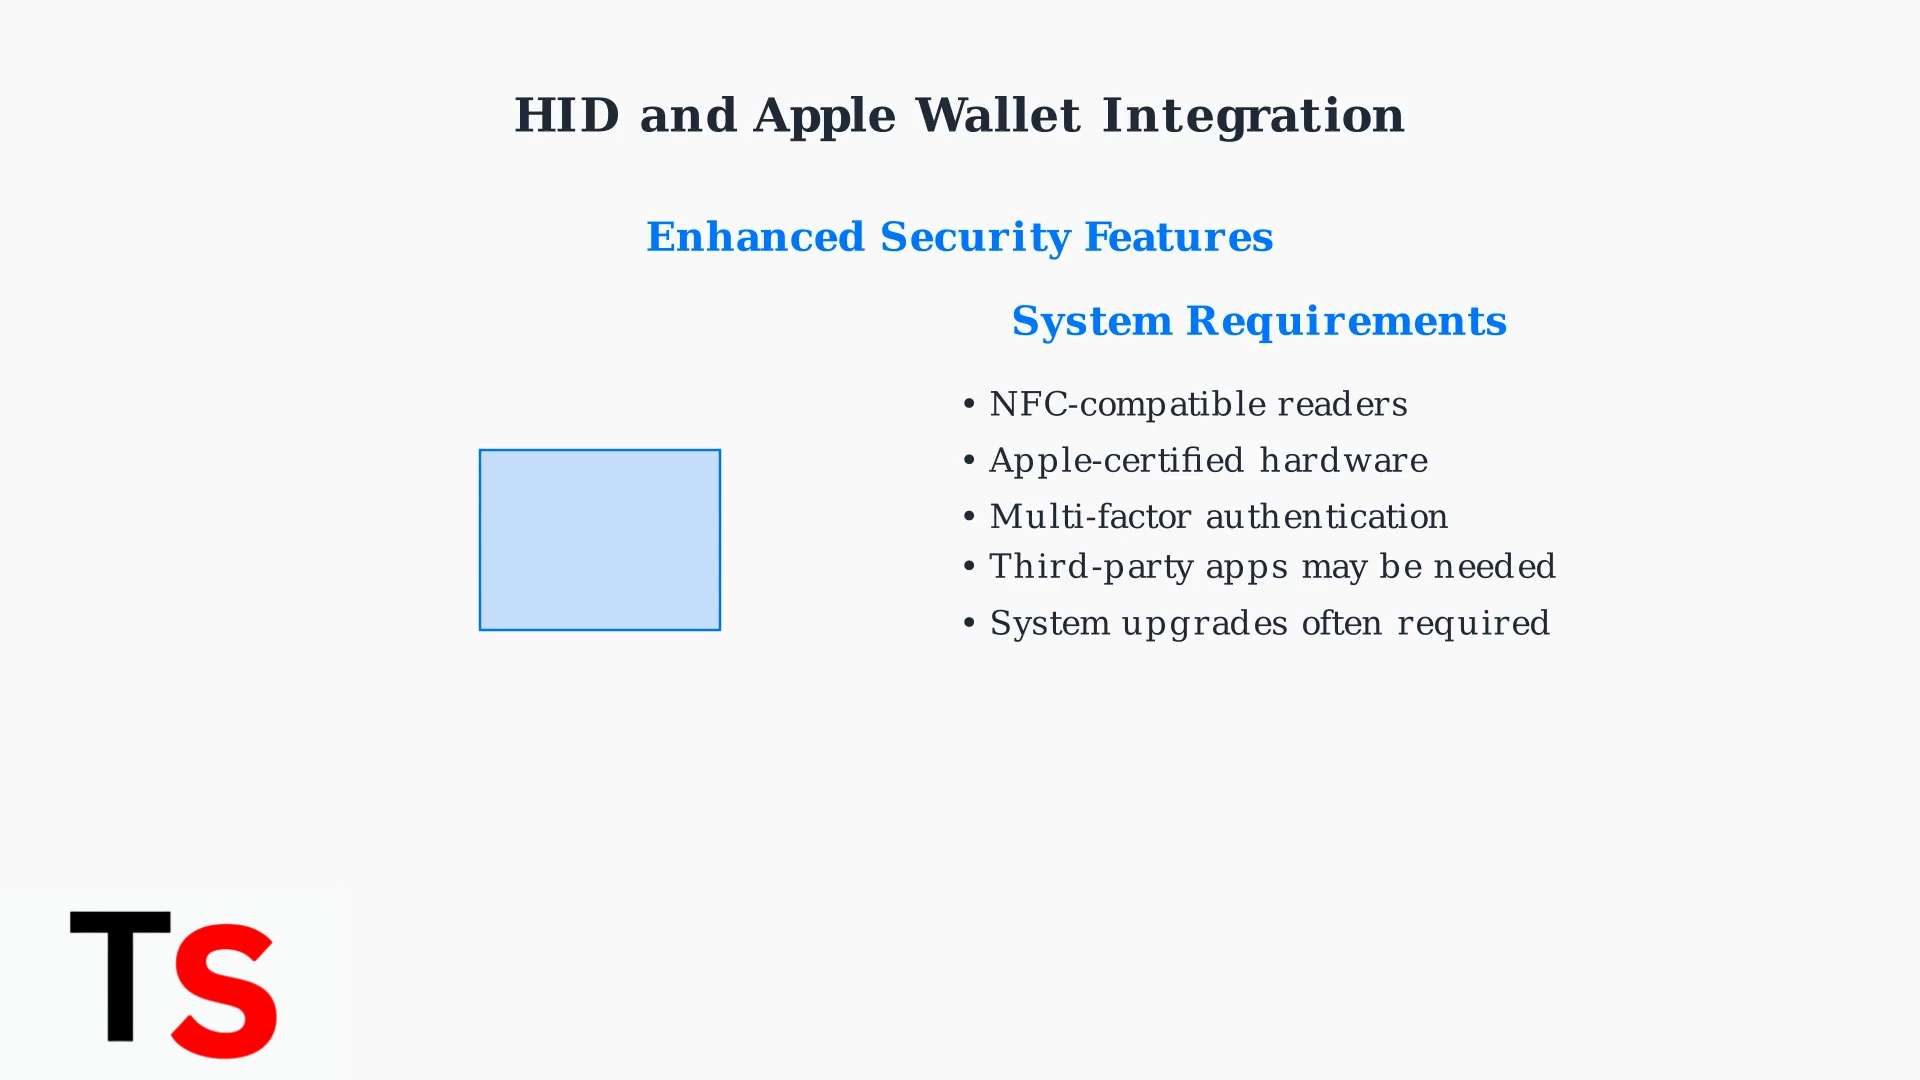 HID and Apple Wallet Integration
Enhanced Security Features
System Requirements
• NFC-compatible readers
• Apple-certified hardware
• Multi-factor authentication
• Third-party apps may be needed
• System upgrades often required
TS